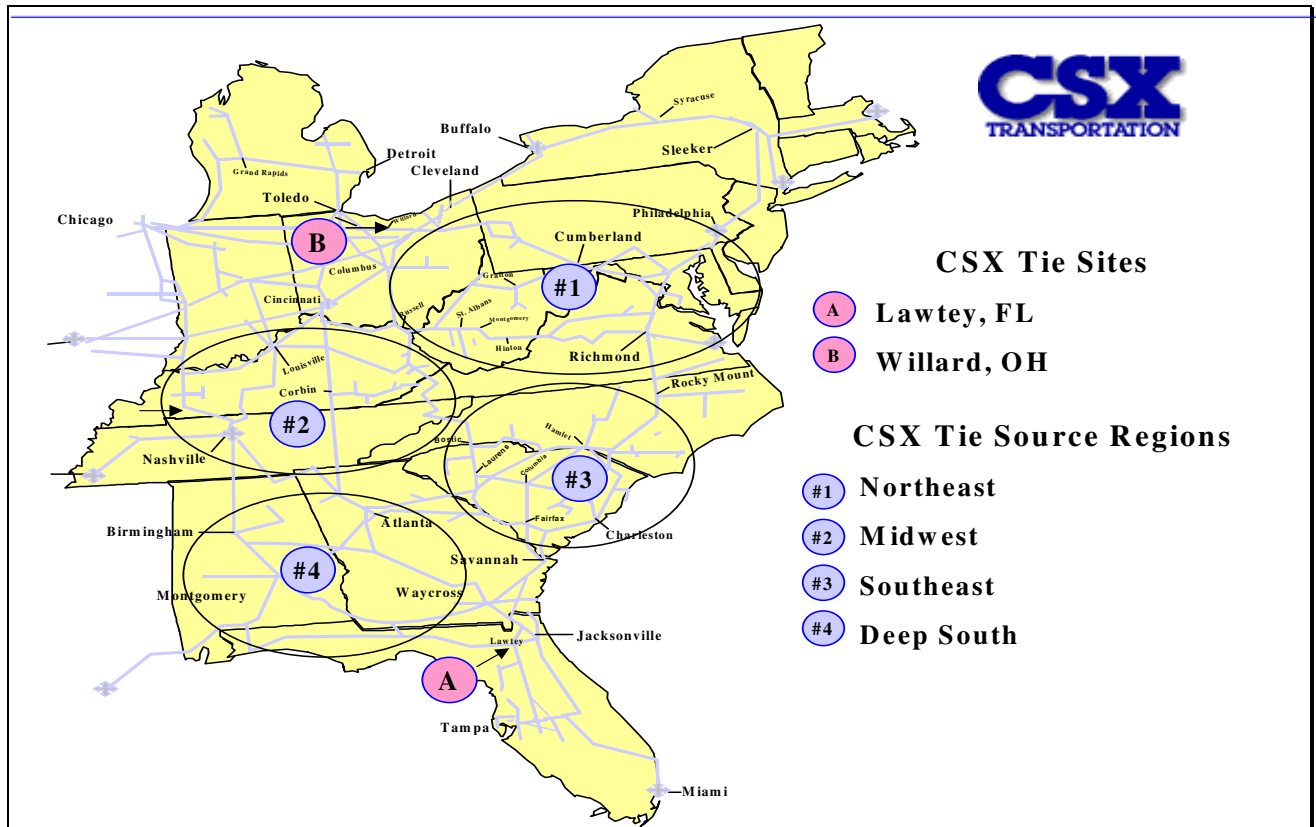 CSX
TRANSPORTATION
Syracuse
Buffalo
Sleeker
Detroit
Grand Rapids
Cleveland
Toledo
Chicago
Willard
Philadelphia
B
Cumberland
Columbus
Grafton
#1
Cincinnati
Russell
St. Albans
Montgomery
Hinton
Richmond
Louisville
Rocky Mount
Corbin
#2
Hamlet
Nashville
Bostic
Laurens
Columbia
#3
Atlanta
Fairfax
Birmingham
Charleston
Savannah
#4
Montgomery
Waycross
Jacksonville
Lawtey
A
Tampa
Miami
CSX Tie Sites
A Lawtey, FL
B Willard, OH
CSX Tie Source Regions
#1 Northeast
#2 Midwest
#3 Southeast
#4 Deep South